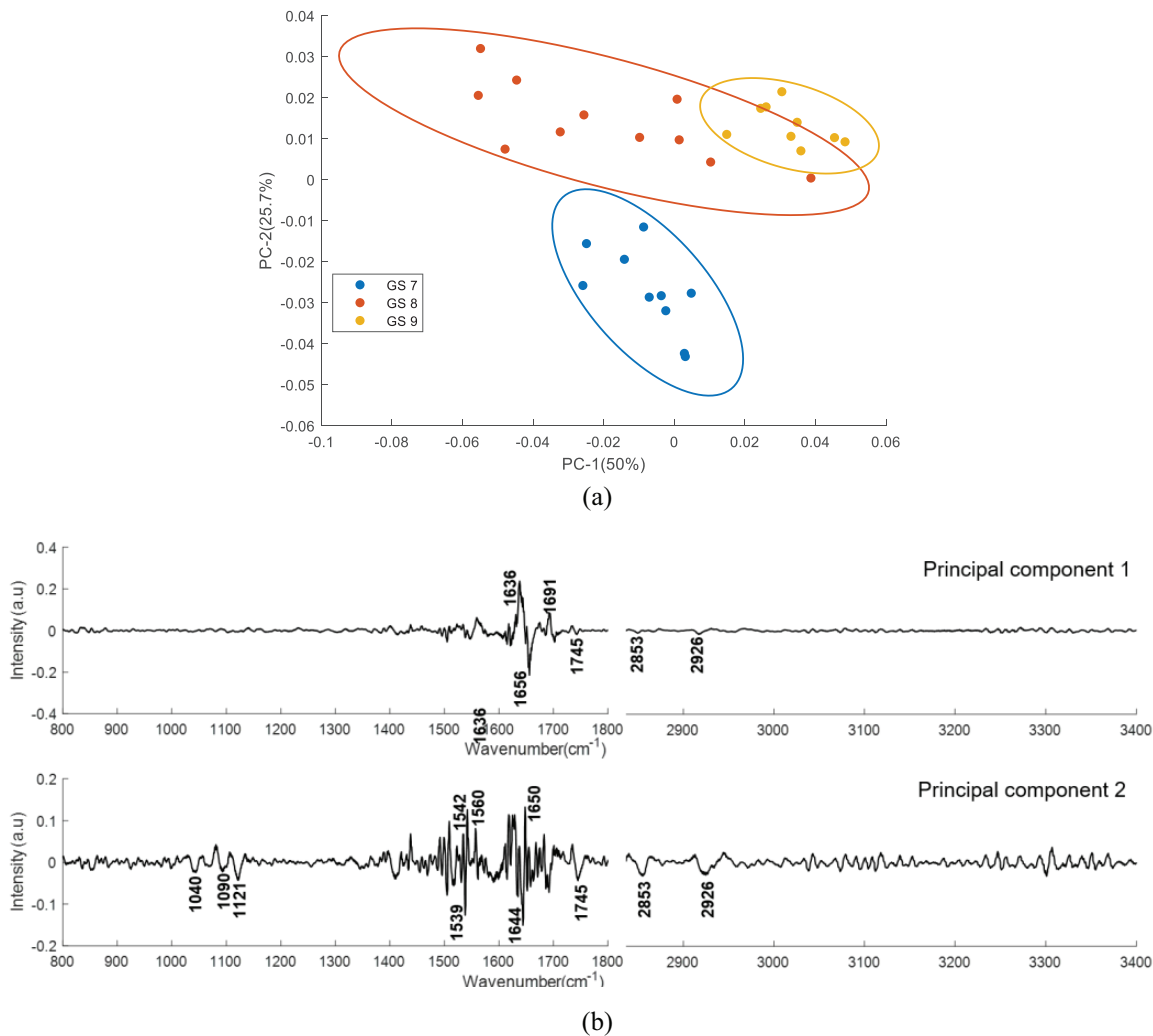 0.04
0.03
0.02
0.01
0
-0.01
-0.02
-0.03
-0.04
-0.05
-0.06
PC-2(25.7%)
GS 7
GS 8
GS 9
-0.1 -0.08 -0.06 -0.04 -0.02 0 0.02 0.04 0.06
PC-1(50%)
(a)
Principal component 1
0.4
0.2
0
-0.2
-0.4
Intensity (a.u)
1636
1691
1656
1745
2853
2926
800 900 1000 1100 1200 1300 1400 1500 1600 1700 1800 2900 3000 3100 3200 3300 3400
1636
Wavenumber(cm-1)
Principal component 2
0.2
0.1
0
-0.1
-0.2
Intensity (a.u)
1542
1560
1650
1040
1090
1121
1539
1644
1745
2853
2926
800 900 1000 1100 1200 1300 1400 1500 1600 1700 1800 2900 3000 3100 3200 3300 3400
Wavenumber(cm-1)
(b)